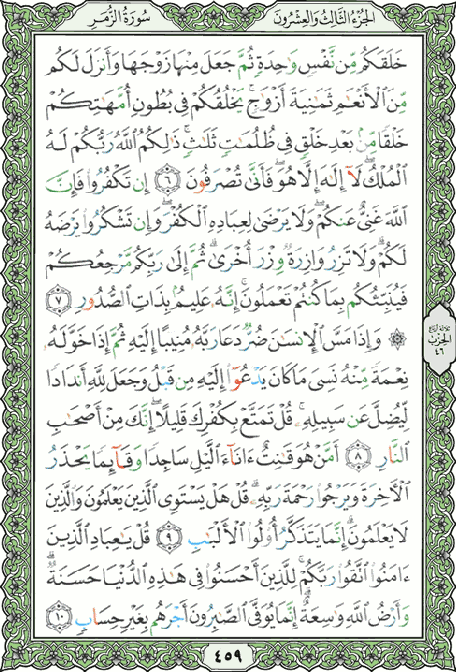 سُورَةُ الزُّمَر
الجُزءُ الثَّالِثُ وَالعِشرُونَ
خَلَقَكُم مِّن نَّفْسٍ وَٰحِدَةٍ ثُمَّ جَعَلَ مِنْهَا زَوْجَهَا وَأَنزَلَ لَكُم
مِّنَ ٱلْأَنْعَٰمِ ثَمَٰنِيَةَ أَزْوَٰجٍ ۚ يَخْلُقُكُمْ فِى بُطُونِ أُمَّهَٰتِكُمْ
خَلْقًا مِّنۢ بَعْدِ خَلْقٍ فِى ظُلُمَٰتٍ ثَلَٰثٍ ۚ ذَٰلِكُمُ ٱللَّهُ رَبُّكُمْ لَهُ
ٱلْمُلْكُ ۖ لَآ إِلَٰهَ إِلَّا هُوَ ۖ فَأَنَّىٰ تُصْرَفُونَ ٦ إِن تَكْفُرُوا۟ فَإِنَّ
ٱللَّهَ غَنِىٌّ عَنكُمْ ۖ وَلَا يَرْضَىٰ لِعِبَادِهِ ٱلْكُفْرَ ۖ وَإِن تَشْكُرُوا۟ يَرْضَهُ
لَكُمْ ۗ وَلَا تَزِرُ وَازِرَةٌ وِزْرَ أُخْرَىٰ ۗ ثُمَّ إِلَىٰ رَبِّكُم مَّرْجِعُكُمْ
فَيُنَبِّئُكُم بِمَا كُنتُمْ تَعْمَلُونَ ۚ إِنَّهُۥ عَلِيمٌۢ بِذَاتِ ٱلصُّدُورِ ٧
۞ وَإِذَا مَسَّ ٱلْإِنسَٰنَ ضُرٌّ دَعَا رَبَّهُۥ مُنِيبًا إِلَيْهِ ثُمَّ إِذَا خَوَّلَهُۥ
نِعْمَةً مِّنْهُ نَسِىَ مَا كَانَ يَدْعُوٓا۟ إِلَيْهِ مِن قَبْلُ وَجَعَلَ لِلَّهِ أَندَادًا
لِّيُضِلَّ عَن سَبِيلِهِۦ ۚ قُلْ تَمَتَّعْ بِكُفْرِكَ قَلِيلًا ۖ إِنَّكَ مِنْ أَصْحَٰبِ
ٱلنَّارِ ٨ أَمَّنْ هُوَ قَٰنِتٌ ءَانَآءَ ٱلَّيْلِ سَاجِدًا وَقَآئِمًا يَحْذَرُ
ٱلْءَاخِرَةَ وَيَرْجُوا۟ رَحْمَةَ رَبِّهِۦ ۗ قُلْ هَلْ يَسْتَوِى ٱلَّذِينَ يَعْلَمُونَ وَٱلَّذِينَ
لَا يَعْلَمُونَ ۗ إِنَّمَا يَتَذَكَّرُ أُو۟لُوا۟ ٱلْأَلْبَٰبِ ٩ قُلْ يَٰعِبَادِ ٱلَّذِينَ
ءَامَنُوا۟ ٱتَّقُوا۟ رَبَّكُمْ ۚ لِلَّذِينَ أَحْسَنُوا۟ فِى هَٰذِهِ ٱلدُّنْيَا حَسَنَةٌ ۗ
وَأَرْضُ ٱللَّهِ وَٰسِعَةٌ ۗ إِنَّمَا يُوَفَّى ٱلصَّٰبِرُونَ أَجْرَهُم بِغَيْرِ حِسَابٍ ١٠
الحِزْب
٤٦
٤٥٩